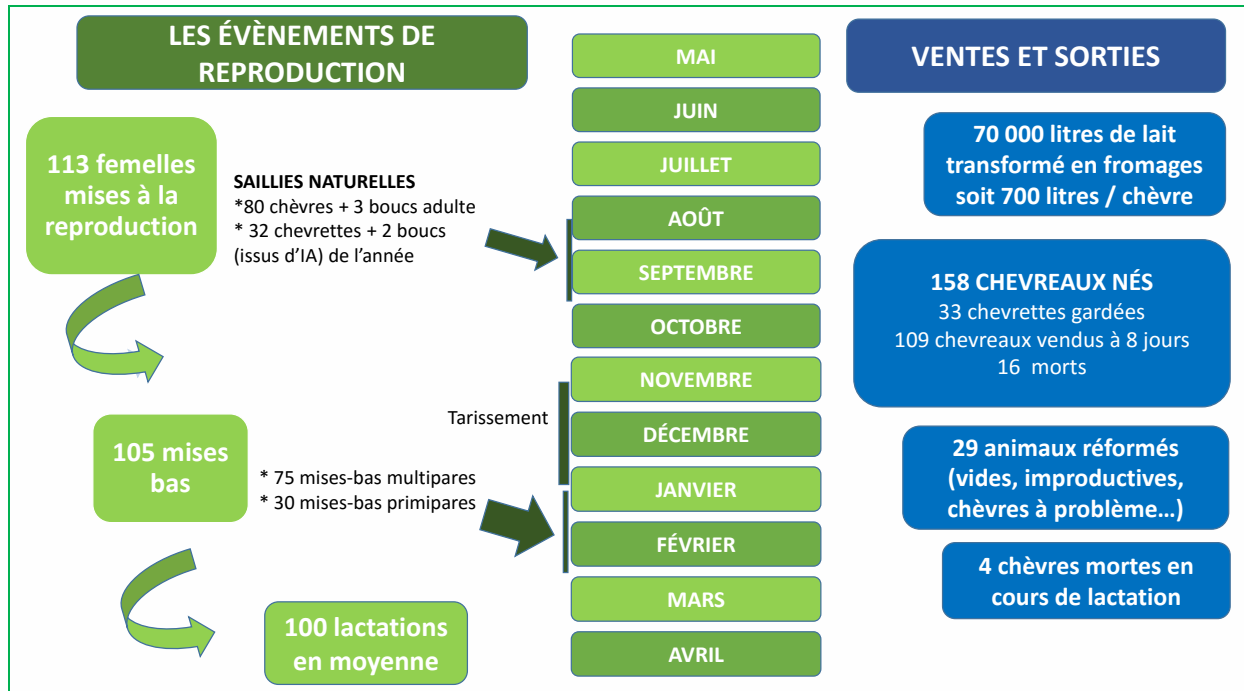 LES ÉVÈNEMENTS DE
REPRODUCTION
113 femelles
mises à la
reproduction
SAILLIES NATURELLES
*80 chèvres + 3 boucs adulte
* 32 chevrettes + 2 boucs
(issus d’IA) de l’année
105 mises
bas
Tarissement
* 75 mises-bas multipares
* 30 mises-bas primipares
100 lactations
en moyenne
MAI
JUIN
JUILLET
AOÛT
SEPTEMBRE
OCTOBRE
NOVEMBRE
DÉCEMBRE
JANVIER
FÉVRIER
MARS
AVRIL
VENTES ET SORTIES
70 000 litres de lait
transformé en fromages
soit 700 litres / chèvre
158 CHEVREAUX NÉS
33 chevrettes gardées
109 chevreaux vendus à 8 jours
16 morts
29 animaux réformés
(vides, improductives,
chèvres à problème…)
4 chèvres mortes en
cours de lactation